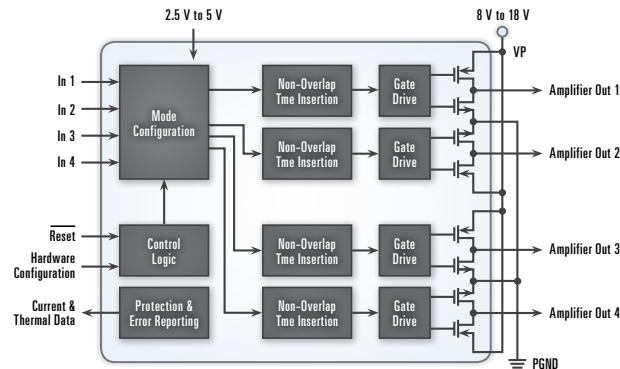 2.5 V to 5 V
8 V to 18 V
VP
In 1
In 2
In 3
In 4
Mode
Configuration
Non-Overlap
Tme Insertion
Gate
Drive
Amplifier Out 1
Non-Overlap
Tme Insertion
Gate
Drive
Amplifier Out 2
Reset
Hardware
Configuration
Control
Logic
Non-Overlap
Tme Insertion
Gate
Drive
Amplifier Out 3
Current &
Thermal Data
Protection &
Error Reporting
Non-Overlap
Tme Insertion
Gate
Drive
Amplifier Out 4
PGND